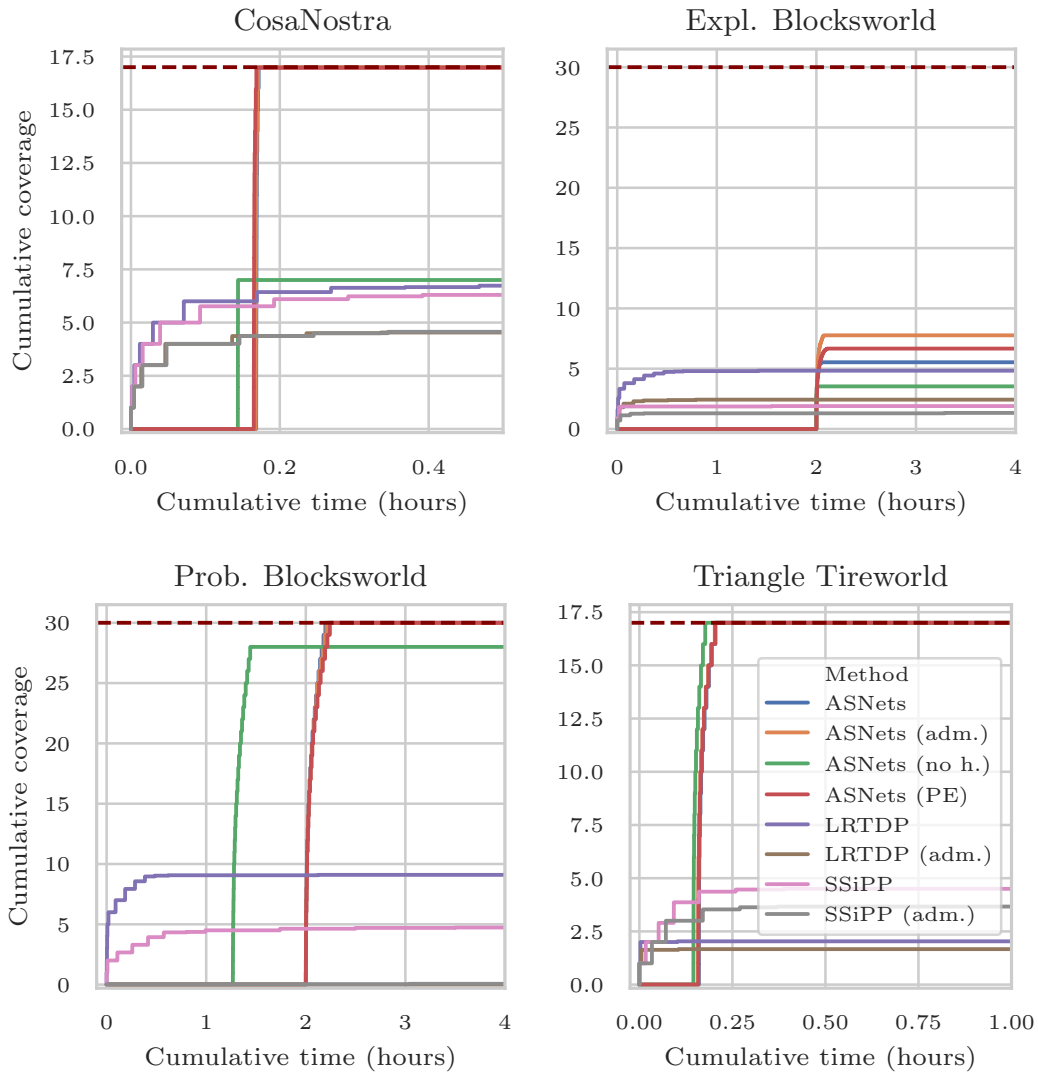 CosaNostra
Cumulative coverage
17.5
15.0
12.5
10.0
7.5
5.0
2.5
0.0
0.0 0.2 0.4
Cumulative time (hours)
Expl. Blocksworld
30
25
20
15
10
5
0
0 1 2 3 4
Cumulative time (hours)
Prob. Blocksworld
Cumulative coverage
30
25
20
15
10
5
0
0 1 2 3 4
Cumulative time (hours)
Triangle Tireworld
17.5
15.0
12.5
10.0
7.5
5.0
2.5
0.0
Method
ASNets
ASNets (adm.)
ASNets (no h.)
ASNets (PE)
LRTDP
LRTDP (adm.)
SSiPP
SSiPP (adm.)
0.00 0.25 0.50 0.75 1.00
Cumulative time (hours)